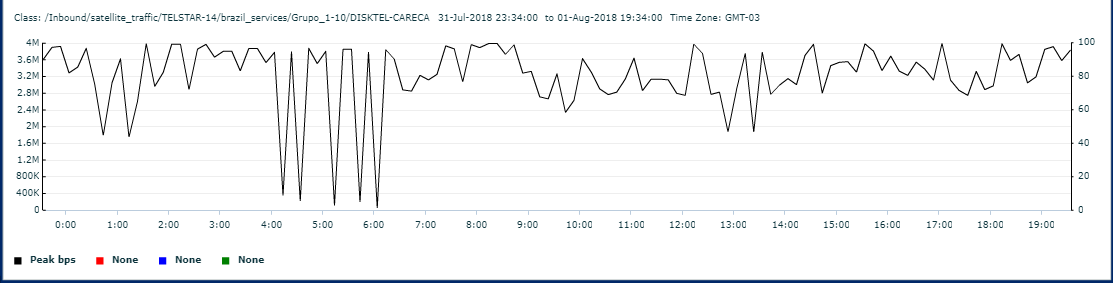 Class: /Inbound/satellite_traffic/TELSTAR-14/brazil_services/Grupo_1-10/DISKTEL-CARECA 31-Jul-2018 23:34:00 to 01-Aug-2018 19:34:00 Time Zone: GMT-03
4M 100
3.6M
3.2M 80
2.8M
2.4M 60
2M
1.6M 40
1.2M
800K 20
400K
0 0
0:00 1:00 2:00 3:00 4:00 5:00 6:00 7:00 8:00 9:00 10:00 11:00 12:00 13:00 14:00 15:00 16:00 17:00 18:00 19:00
Peak bps None None None